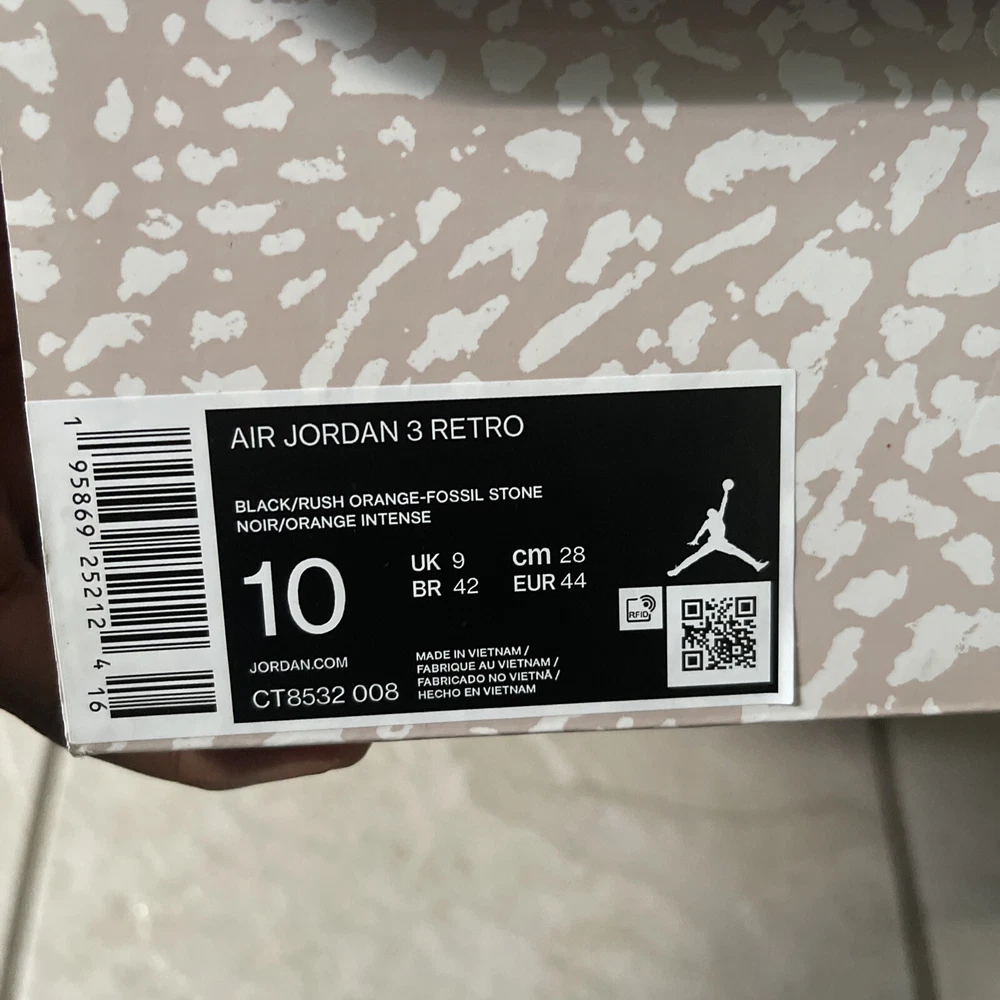 AIR JORDAN 3 RETRO
BLACK/RUSH ORANGE-FOSSIL STONE
NOIR/ORANGE INTENSE
10
UK 9
cm 28
BR 42
EUR 44
RFID
JORDAN.COM
CT8532 008
MADE IN VIETNAM /
FABRIQUE AU VIETNAM /
FABRICADO NO VIETNÃ /
HECHO EN VIETNAM
1 95869 25212 4 16